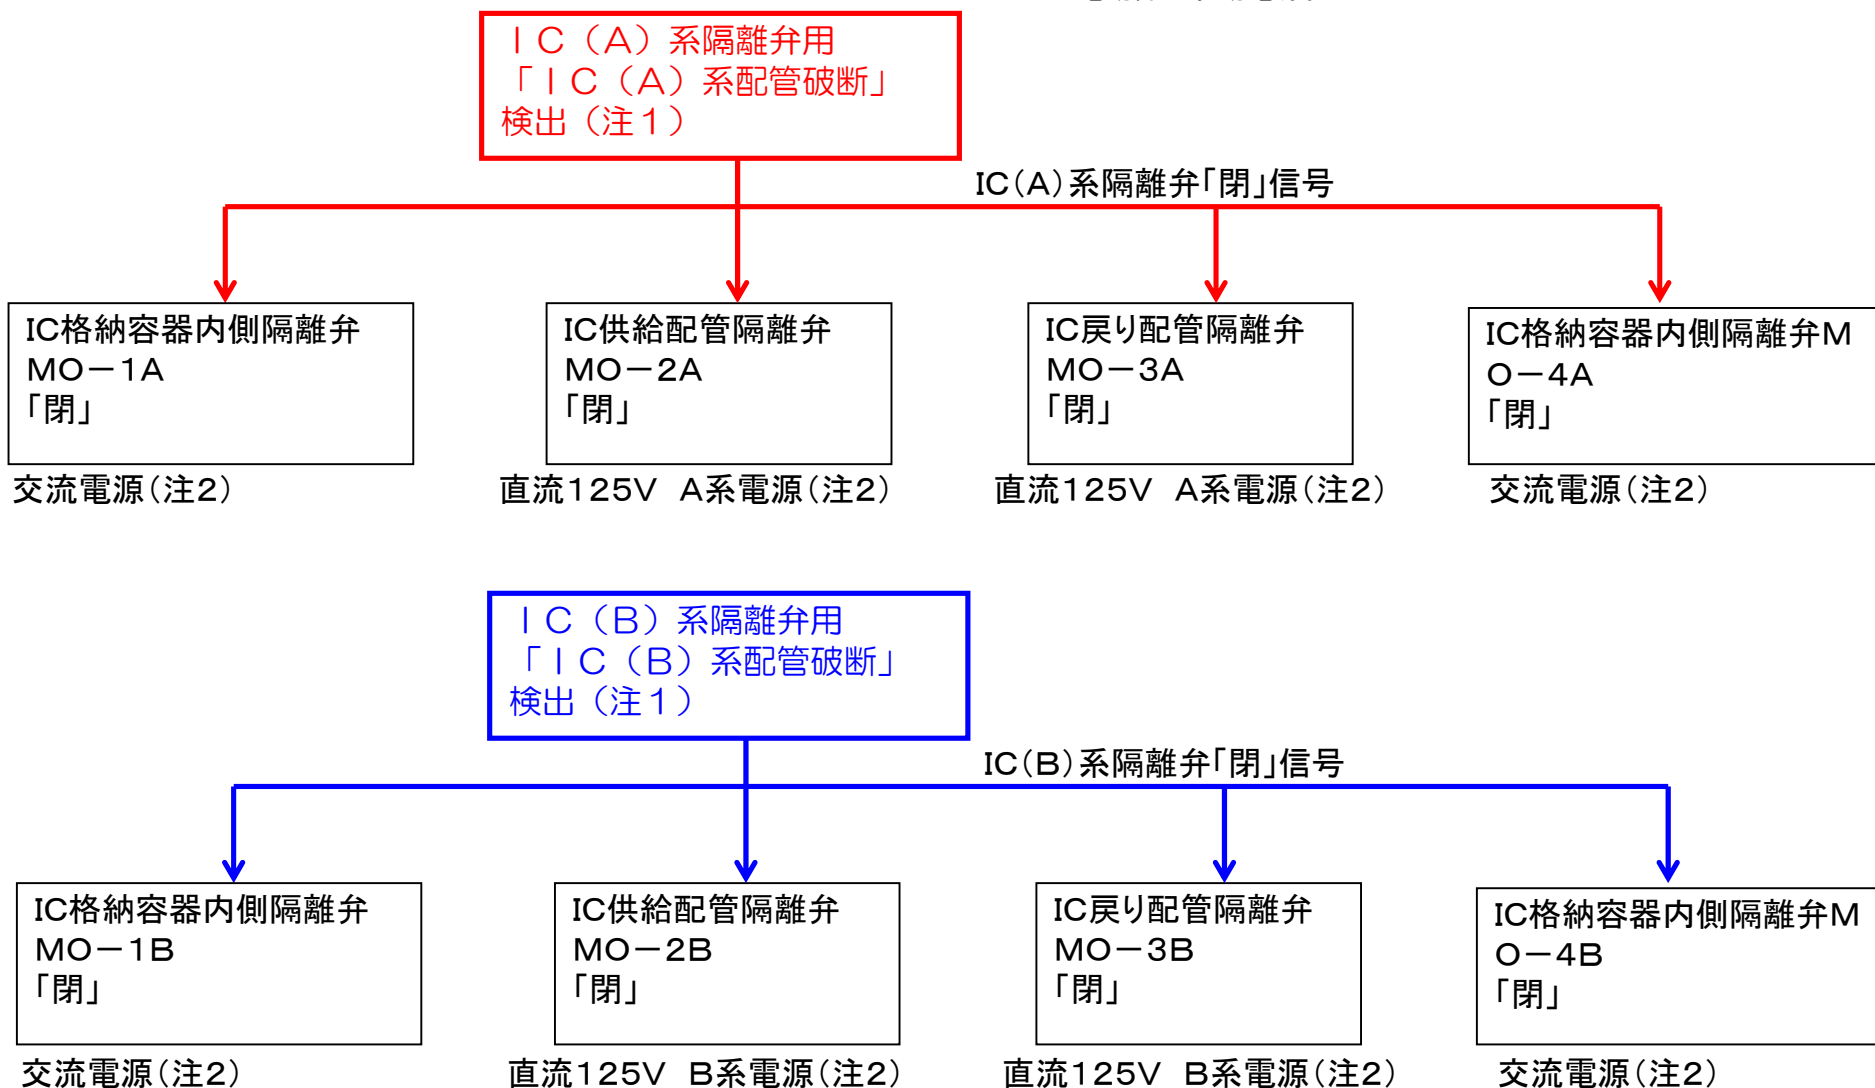 IC(A)系隔離弁用
「IC(A)系配管破断」
検出(注1)
IC(A)系隔離弁「閉」信号
IC格納容器内側隔離弁
MO-1A
「閉」
IC供給配管隔離弁
MO-2A
「閉」
IC戻り配管隔離弁
MO-3A
「閉」
IC格納容器内側隔離弁M
O-4A
「閉」
交流電源(注2)
直流125V A系電源(注2)
直流125V A系電源(注2)
交流電源(注2)
IC(B)系隔離弁用
「IC(B)系配管破断」
検出(注1)
IC(B)系隔離弁「閉」信号
IC格納容器内側隔離弁
MO-1B
「閉」
IC供給配管隔離弁
MO-2B
「閉」
IC戻り配管隔離弁
MO-3B
「閉」
IC格納容器内側隔離弁M
O-4B
「閉」
交流電源(注2)
直流125V B系電源(注2)
直流125V B系電源(注2)
交流電源(注2)